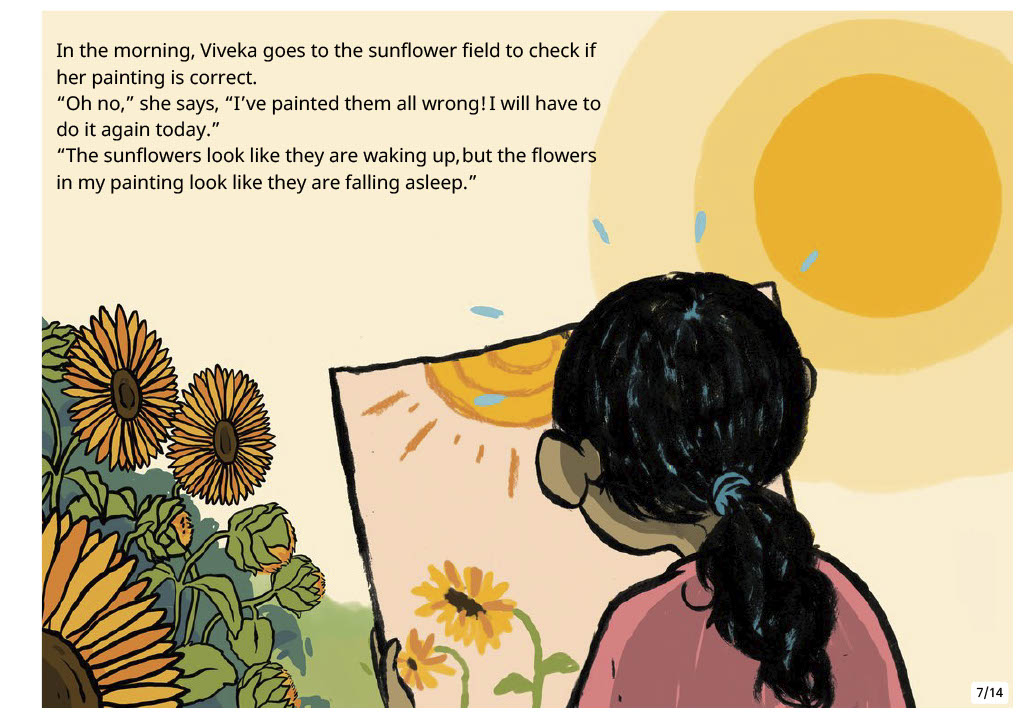 In the morning, Viveka goes to the sunflower field to check if
her painting is correct.
“Oh no,” she says, “I’ve painted them all wrong! I will have to
do it again today.”
“The sunflowers look like they are waking up, but the flowers
in my painting look like they are falling asleep.”
7/14